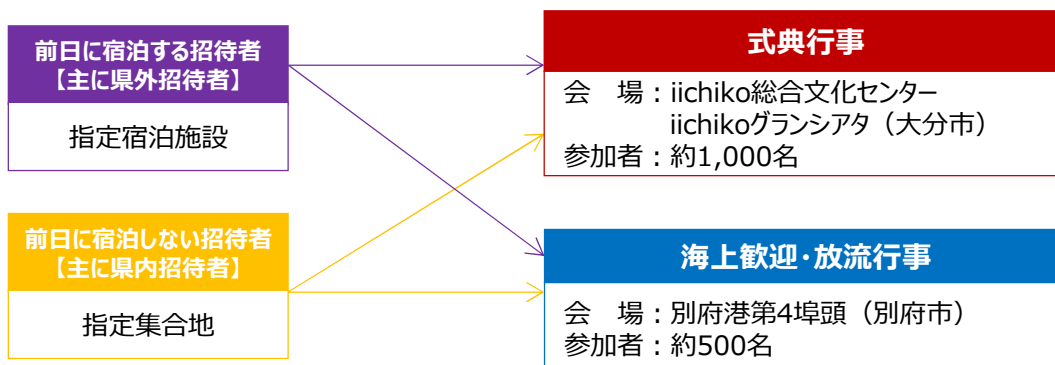 前日に宿泊する招待者
【主に県外招待者】
指定宿泊施設
前日に宿泊しない招待者
【主に県内招待者】
指定集合地
式典行事
会　場：iichiko総合文化センター
iichikoグランシアタ（大分市）
参加者：約1,000名
海上歓迎・放流行事
会　場：別府港第4埠頭（別府市）
参加者：約500名